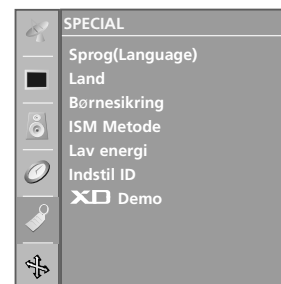 SPECIAL
Sprog(Language)
Land
Børnesikring
ISM Metode
Lav energi
Indstil ID
XD Demo